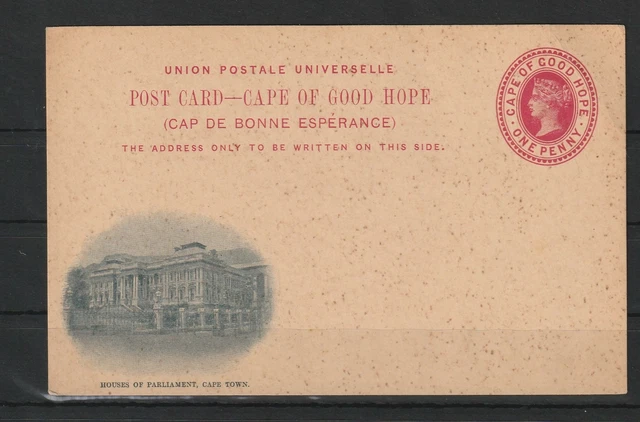 UNION POSTALE UNIVERSELLE
POST CARD—CAPE OF GOOD HOPE
(CAP DE BONNE ESPÉRANCE)
THE ADDRESS ONLY TO BE WRITTEN ON THIS SIDE.
CAPE OF GOOD HOPE
ONE PENNY
HOUSES OF PARLIAMENT, CAPE TOWN.